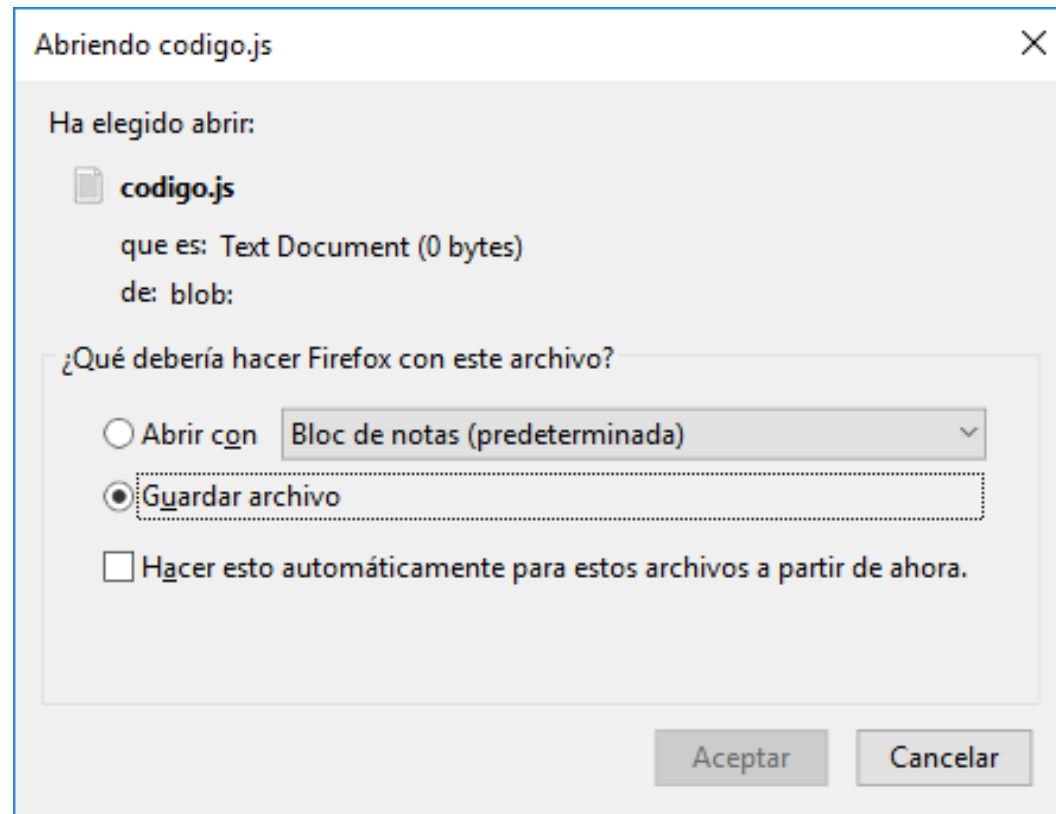 Abriendo codigo.js
Ha elegido abrir:
codigo.js
que es: Text Document (0 bytes)
de: blob:
¿Qué debería hacer Firefox con este archivo?
Abrir con Bloc de notas (predeterminada)
Guardar archivo
Hacer esto automáticamente para estos archivos a partir de ahora.
Aceptar Cancelar